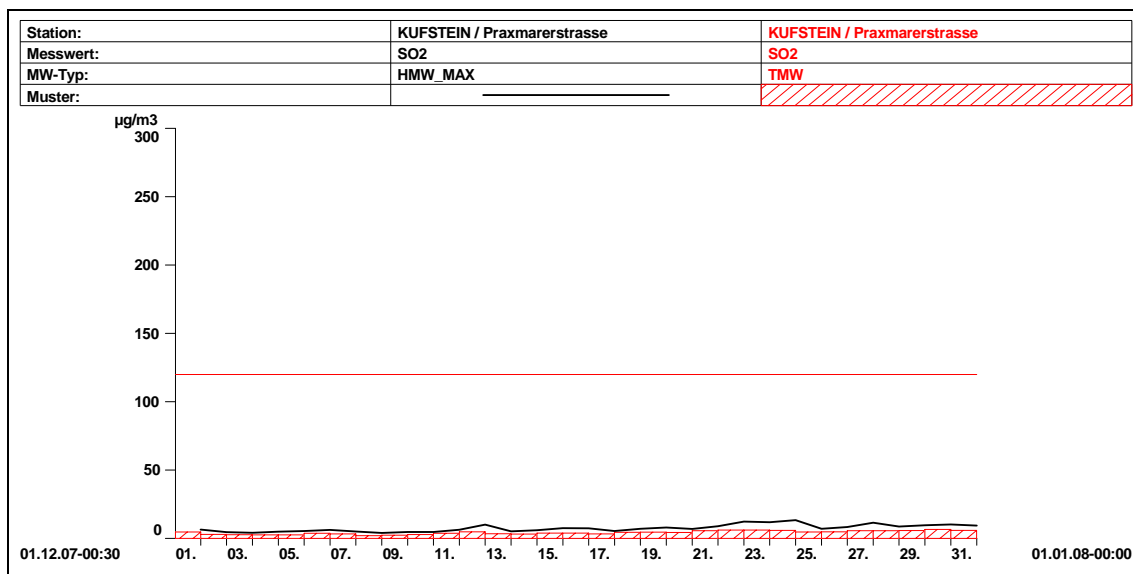 Station: KUFSTEIN / Praxmarerstrasse KUFSTEIN / Praxmarerstrasse
Messwert: SO2 SO2
MW-Typ: HMW_MAX TMW
Muster:
µg/m3
300
250
200
150
100
50
0
01.12.07-00:30 01. 03. 05. 07. 09. 11. 13. 15. 17. 19. 21. 23. 25. 27. 29. 31. 01.01.08-00:00